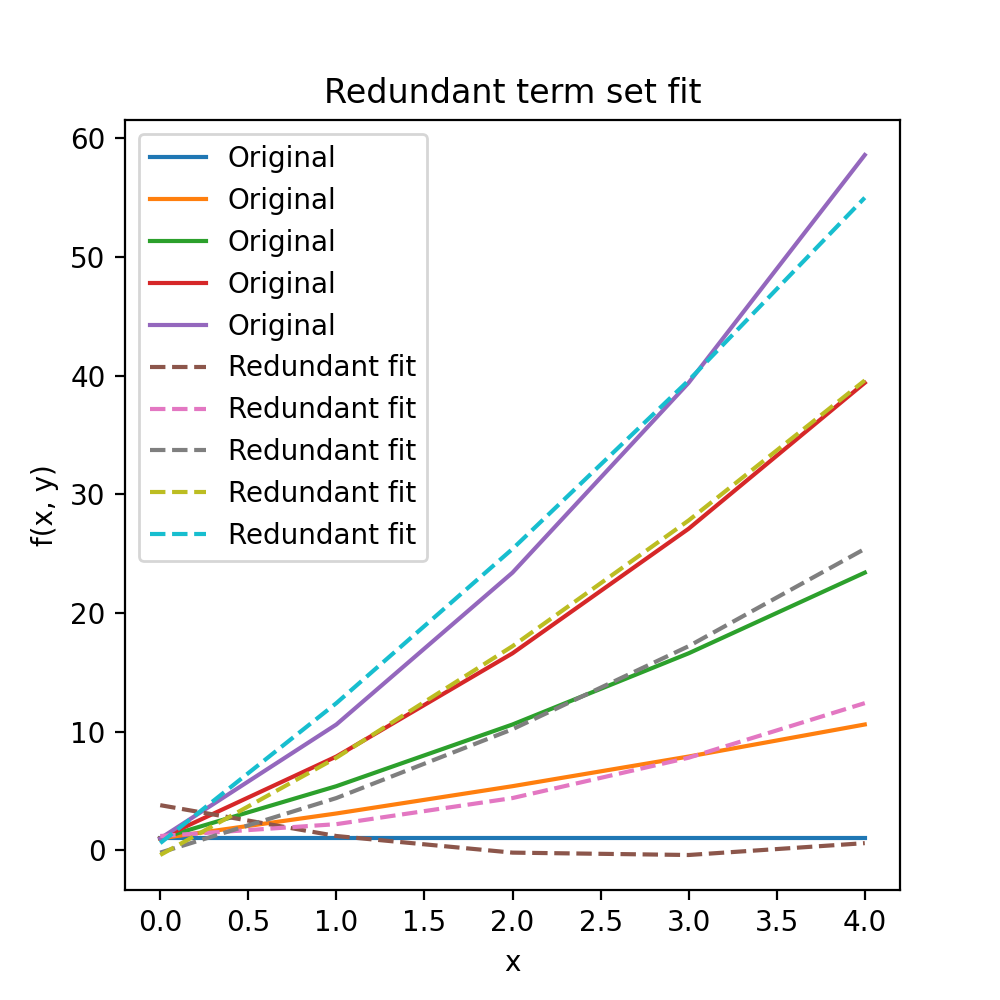 Redundant term set fit
Original
Original
Original
Original
Original
Redundant fit
Redundant fit
Redundant fit
Redundant fit
Redundant fit
60
50
40
30
20
10
0
f(x, y)
0.0 0.5 1.0 1.5 2.0 2.5 3.0 3.5 4.0
x